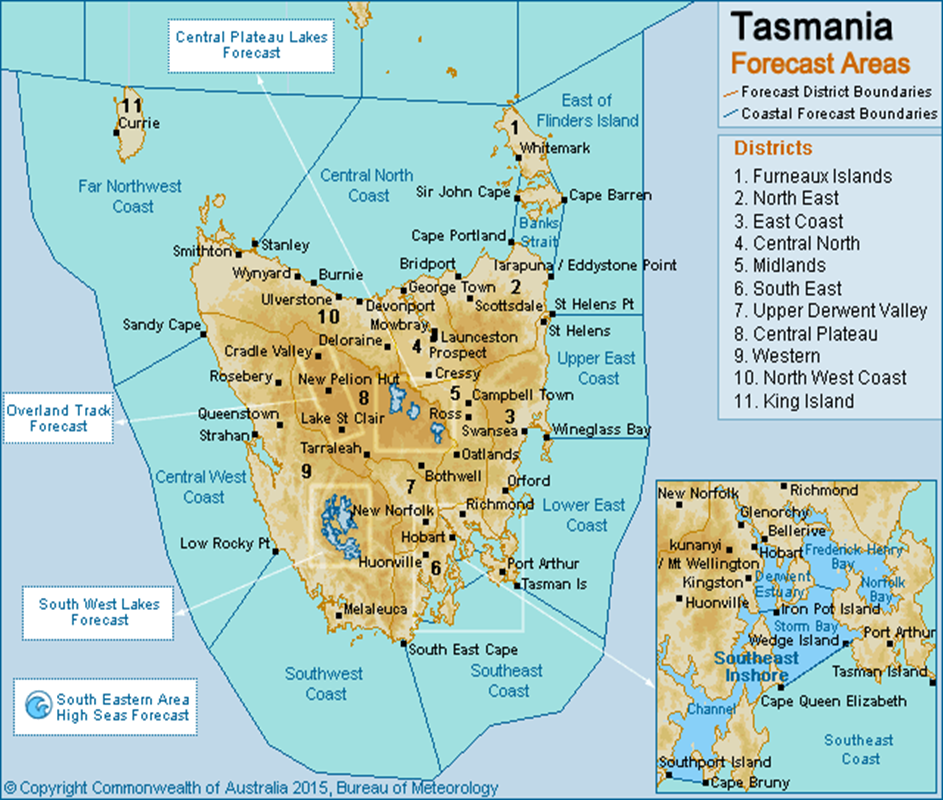 Tasmania
Forecast Areas
Forecast District Boundaries
Coastal Forecast Boundaries
Districts
1. Furneaux Islands
2. North East
3. East Coast
4. Central North
5. Midlands
6. South East
7. Upper Derwent Valley
8. Central Plateau
9. Western
10. North West Coast
11. King Island
Central Plateau Lakes
Forecast
11
Currie
East of
Flinders Island
1
Whitemark
Far Northwest
Coast
Central North
Coast
Sir John Cape
Cape Barren
Banks
Strait
Cape Portland
Stanley
Smithton
Wynyard
Burnie
Bridport
larapuna / Eddystone Point
George Town
2
Ulverstone
Devonport
Scottsdale
St Helens Pt
10
Mowbray
St Helens
Sandy Cape
Deloraine
4
Launceston
Prospect
Cradle Valley
Upper East
Coast
Rosebery
New Pelion Hut
Cressy
8
5
Campbell Town
Overland Track
Forecast
Queenstown
Lake St Clair
Ross
3
Strahan
Swansea
Wineglass Bay
Tarraleah
Oatlands
Central West
Coast
9
7
Bothwell
Orford
New Norfolk
Richmond
Lower East
Coast
Low Rocky Pt
Hobart
Huonville
6
Port Arthur
Tasman Is
South West Lakes
Forecast
Melaleuca
South East Cape
Southwest
Coast
Southeast
Coast
South Eastern Area
High Seas Forecast
New Norfolk
Richmond
Glenorchy
Bellerive
kunanyi
/ Mt Wellington
Hobart
Frederick Henry
Bay
Kingston
Derwent
Estuary
Norfolk
Bay
Huonville
Iron Pot Island
Storm Bay
Wedge Island
Port Arthur
Southeast
Inshore
Tasman Island
Cape Queen Elizabeth
Channel
Southeast
Coast
Southport Island
Cape Bruny
© Copyright Commonwealth of Australia 2015, Bureau of Meteorology